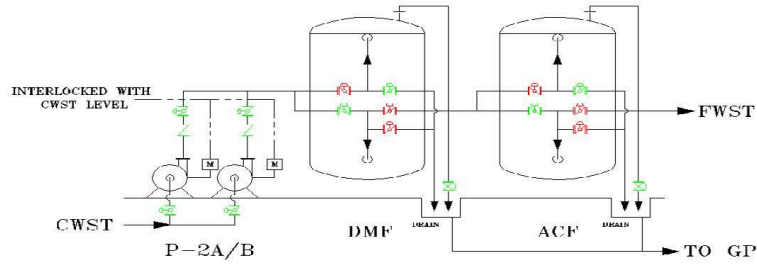 INTERLOCKED WITH
CWST LEVEL
FWST
M
M
CWST
P-2A/B
DMF
DRAIN
ACF
DRAIN
TO GP